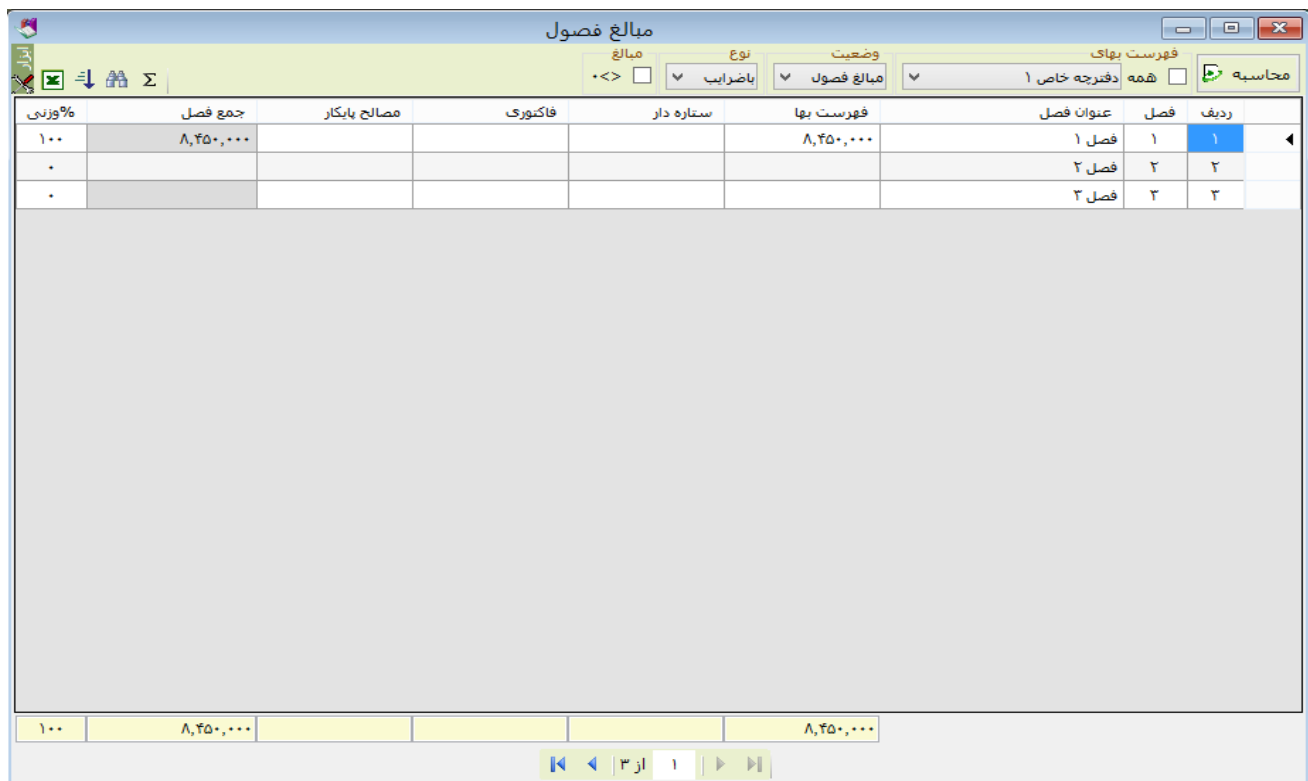 مبالغ فصول
ابزار
محاسبه
فهرست بهای
همه دفترچه خاص ۱
وضعیت
مبالغ فصول
نوع
باضرایب
مبالغ
<>۰
Σ
ردیف فصل عنوان فصل فهرست بها ستاره دار فاکتوری مصالح پایکار جمع فصل %وزنی
۱ ۱ فصل ۱ ۸,۴۵۰,۰۰۰ ۸,۴۵۰,۰۰۰ ۱۰۰
۲ ۲ فصل ۲ ۰
۳ ۳ فصل ۳ ۰
۸,۴۵۰,۰۰۰ ۸,۴۵۰,۰۰۰ ۱۰۰
۱ از ۳